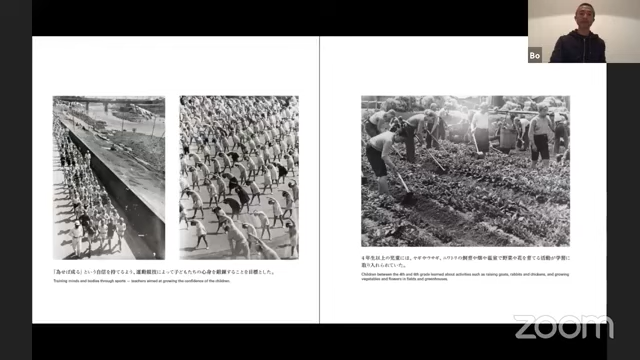 Bo
「為せば成る」という自信を持てるよう、運動競技によって子どもたちの心身を鍛練することを目標とした。
Training minds and bodies through sports — teachers aimed at growing the confidence of the children.
4年生以上の児童には、ヤギやウサギ、ニワトリの飼育や畑や温室で野菜や花を育てる活動が学習に
取り入れられていた。
Children between the 4th and 6th grade learned about activities such as raising goats, rabbits and chickens, and growing
vegetables and flowers in fields and greenhouses.
zoom